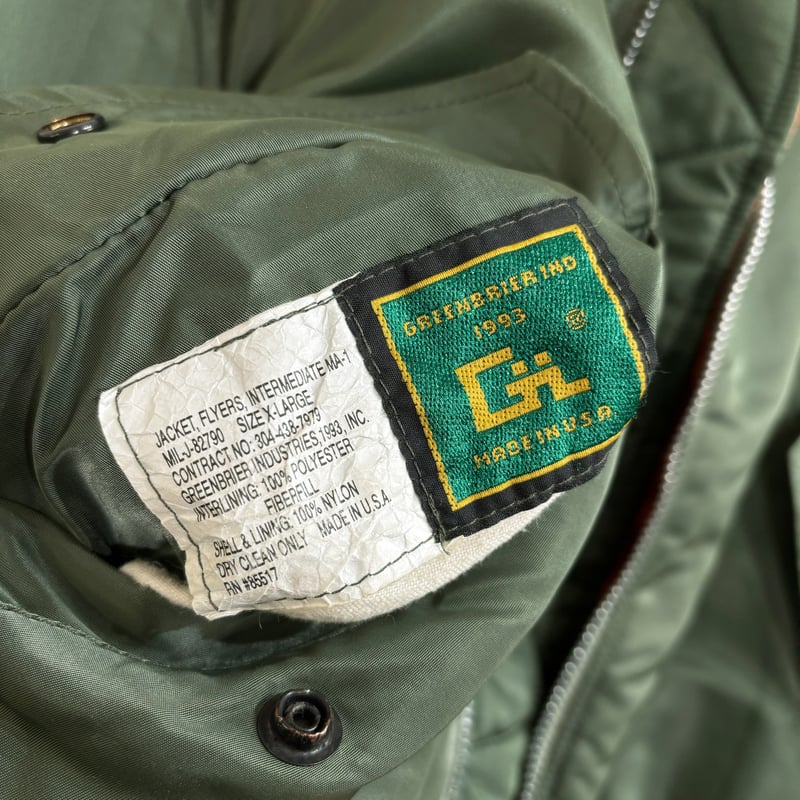 JACKET, FLYERS, INTERMEDIATE MA-1
MIL-J-82790 SIZE X-LARGE
CONTRACT NO: 304-438-7979
GREENBRIER INDUSTRIES,1993, INC.
INTERLINING: 100% POLYESTER
FIBERFILL
SHELL & LINING: 100% NYLON
DRY CLEAN ONLY MADE IN U.S.A.
RN #85517
GREENBRIER IND
1993
®
GI
MADE IN U.S.A